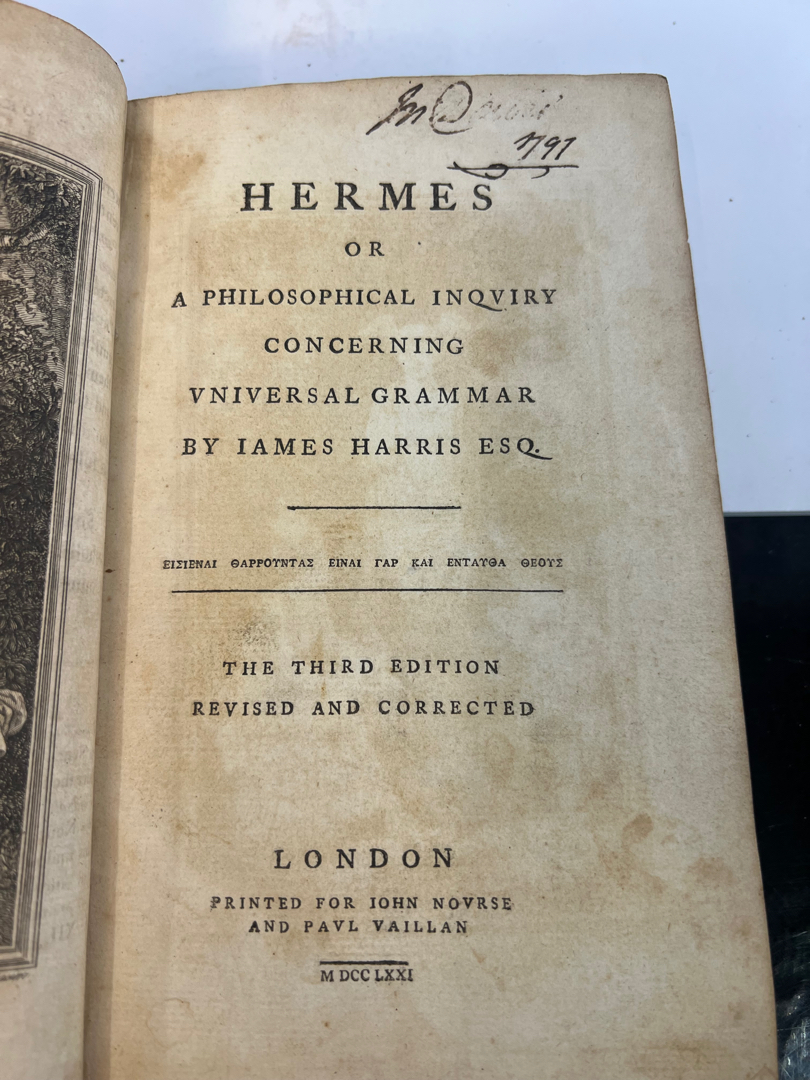 1791
HERMES
OR
A PHILOSOPHICAL INQVIRY
CONCERNING
VNIVERSAL GRAMMAR
BY IAMES HARRIS ESQ.
ΕΙΣΙΕΝΑΙ ΘΑΡΡΟΥΝΤΑΣ ΕΙΝΑΙ ΓΑΡ ΚΑΙ ΕΝΤΑΥΘΑ ΘΕΟΥΣ
THE THIRD EDITION
REVISED AND CORRECTED
LONDON
PRINTED FOR IOHN NOVRSE
AND PAVL VAILLAN
M DCC LXXI